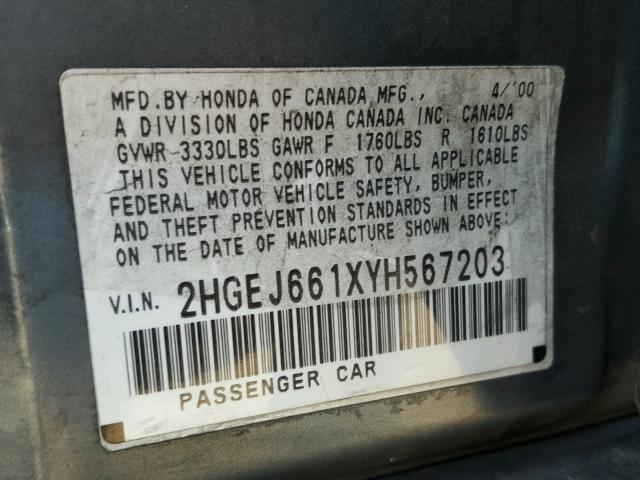 MFD. BY HONDA OF CANADA MFG., 4/'00
A DIVISION OF HONDA CANADA INC. CANADA
GVWR 3330LBS GAWR F 1760LBS R 1610LBS
THIS VEHICLE CONFORMS TO ALL APPLICABLE
FEDERAL MOTOR VEHICLE SAFETY, BUMPER,
AND THEFT PREVENTION STANDARDS IN EFFECT
ON THE DATE OF MANUFACTURE SHOWN ABOVE:
V.I.N. 2HGEJ661XYH567203
PASSENGER CAR